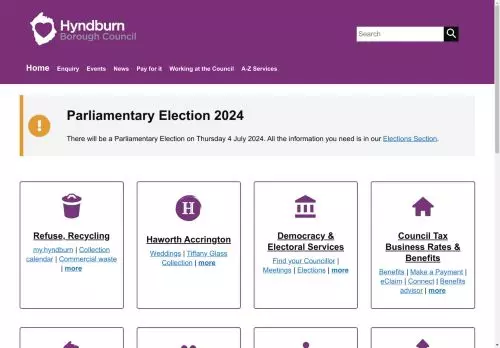 Hyndburn
Borough Council
Search
Home Enquiry Events News Pay for it Working at the Council A-Z Services
Parliamentary Election 2024
There will be a Parliamentary Election on Thursday 4 July 2024. All the information you need is in our Elections Section.
Refuse, Recycling
my.hyndburn | Collection
calendar | Commercial waste
| more
H
Haworth Accrington
Weddings | Tiffany Glass
Collection | more
Democracy &
Electoral Services
Find your Councillor |
Meetings | Elections | more
Council Tax
Business Rates &
Benefits
Benefits | Make a Payment |
eClaim | Connect | Benefits
advisor | more